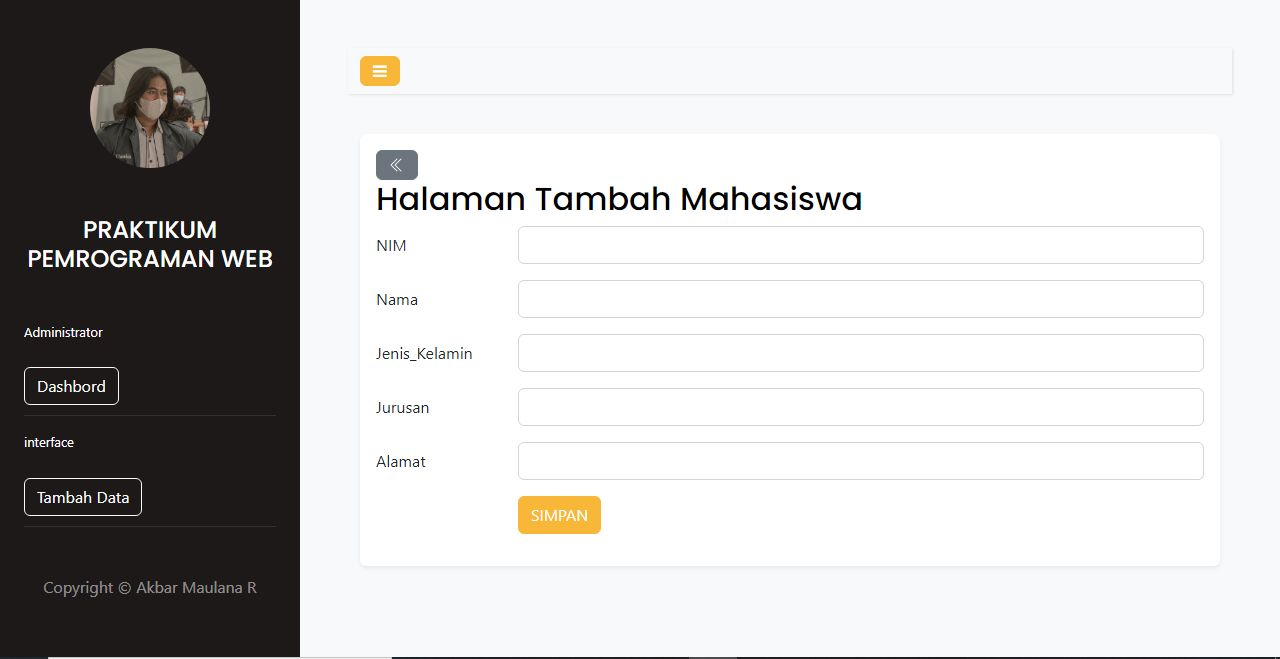 PRAKTIKUM
PEMROGRAMAN WEB
Administrator
Dashbord
interface
Tambah Data
Copyright © Akbar Maulana R
Halaman Tambah Mahasiswa
NIM
Nama
Jenis_Kelamin
Jurusan
Alamat
SIMPAN